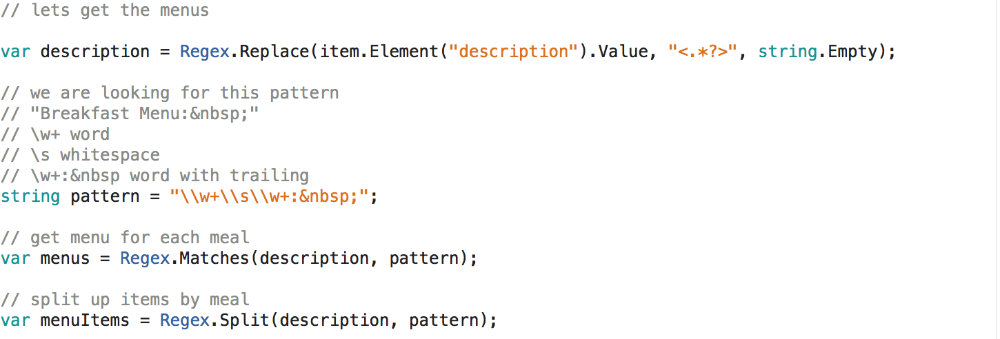 // lets get the menus
var description = Regex.Replace(item.Element("description").Value, "<.*?>", string.Empty);
// we are looking for this pattern
// "Breakfast Menu:&nbsp;"
// \w+ word
// \s whitespace
// \w+:&nbsp word with trailing
string pattern = "\\w+\\s\\w+:&nbsp;";
// get menu for each meal
var menus = Regex.Matches(description, pattern);
// split up items by meal
var menuItems = Regex.Split(description, pattern);